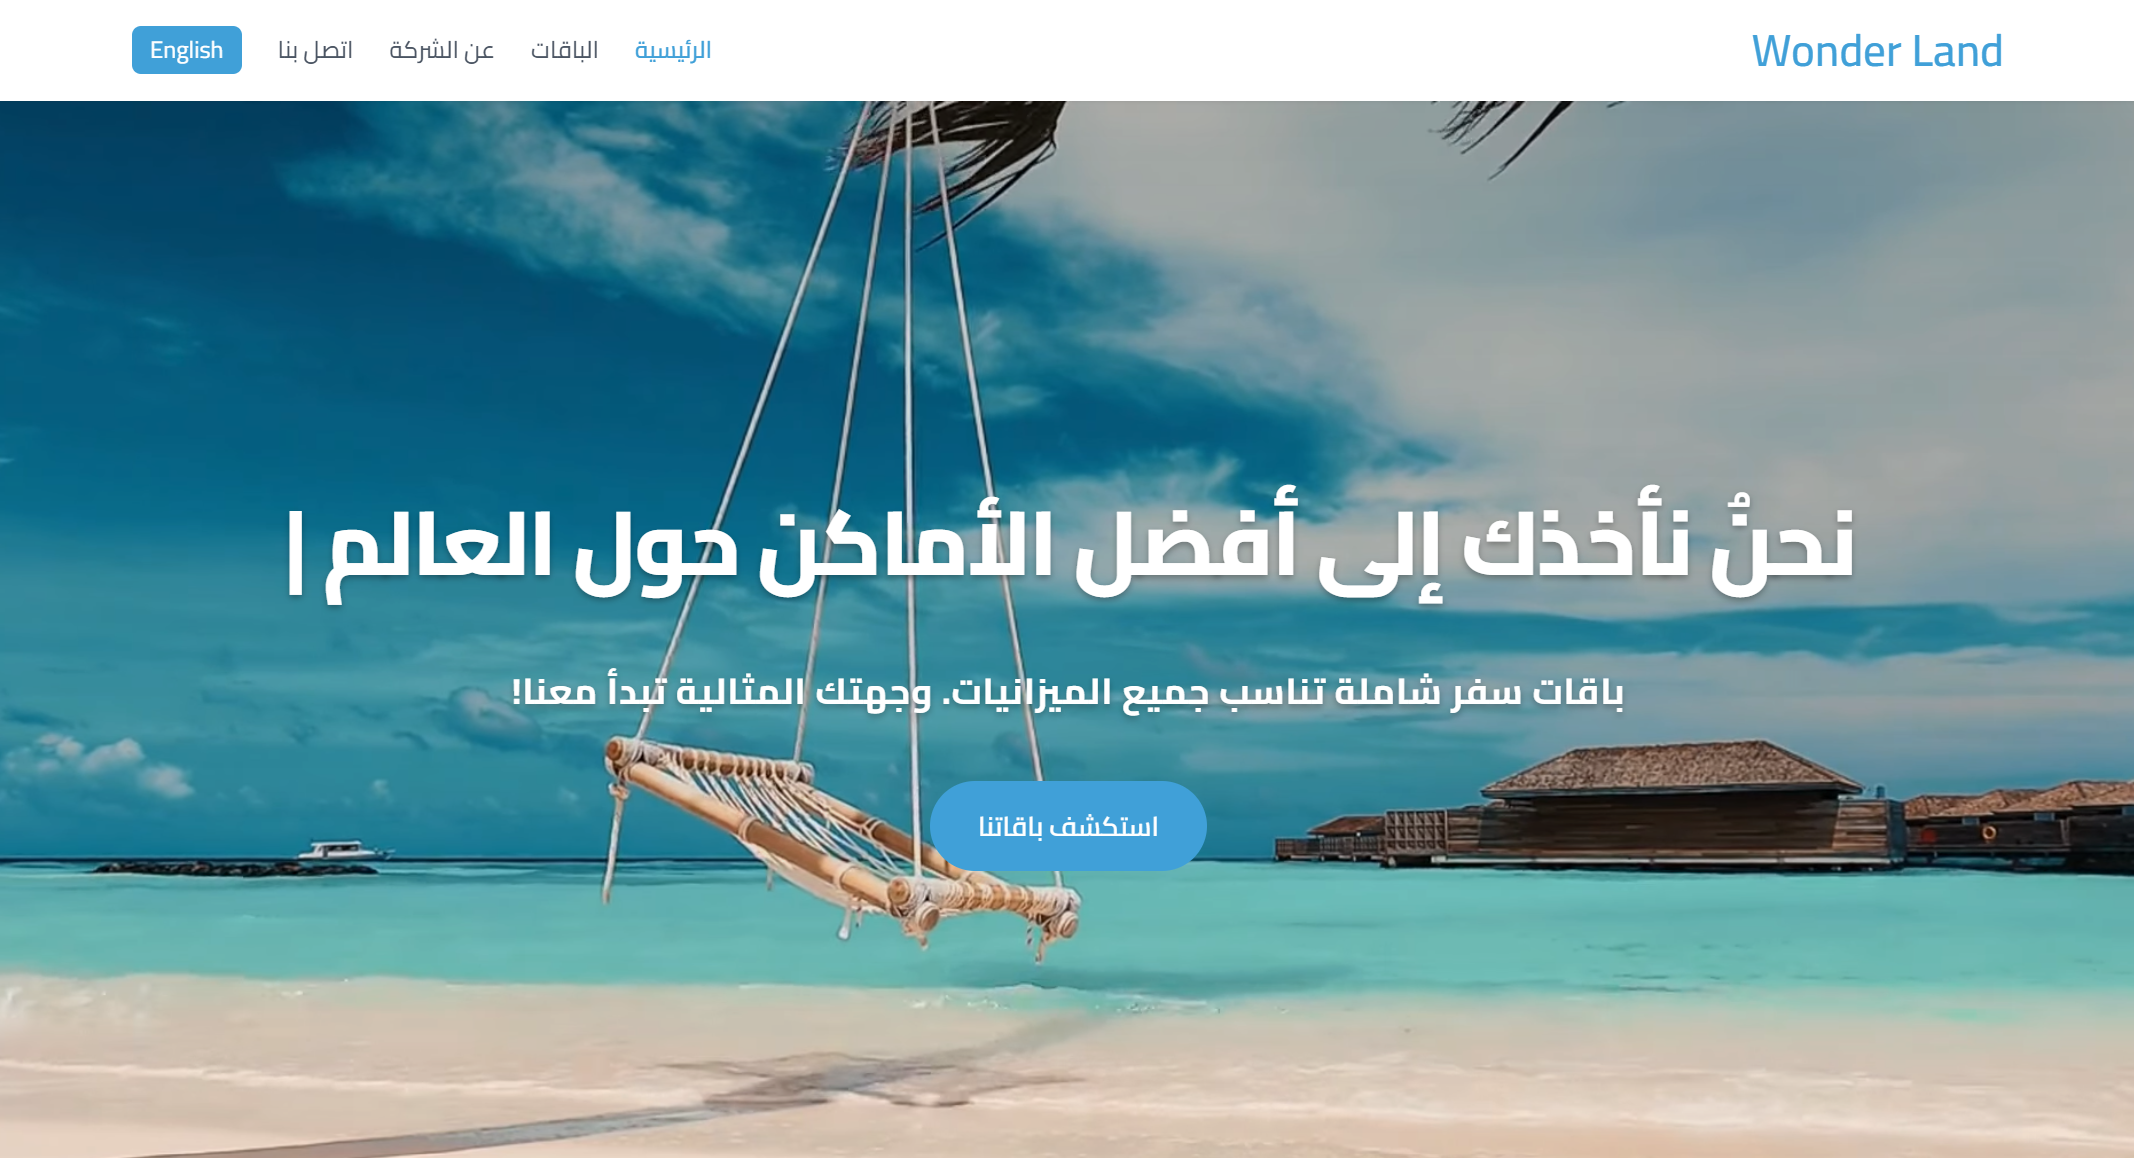 Wonder Land
الرئيسية
الباقات
عن الشركة
اتصل بنا
English
نحنُ نأخذك إلى أفضل الأماكن حول العالم |
باقات سفر شاملة تناسب جميع الميزانيات. وجهتك المثالية تبدأ معنا!
استكشف باقاتنا